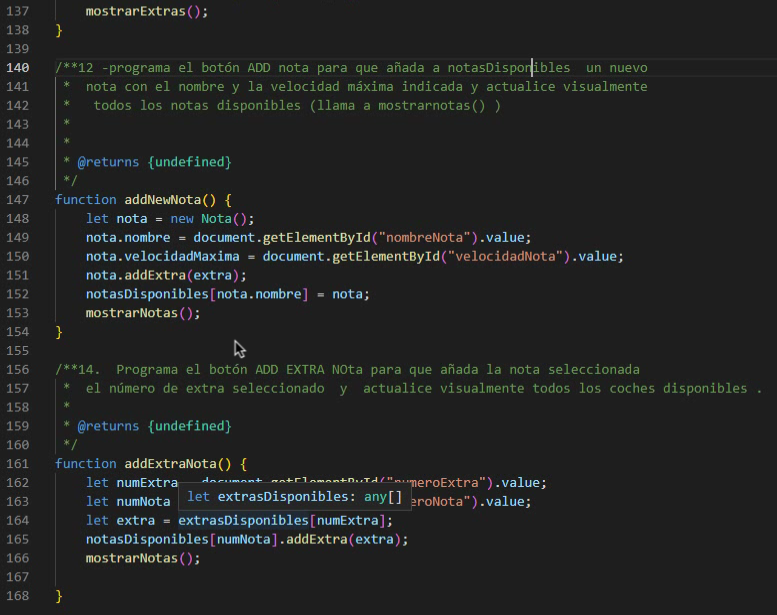 137 mostrarExtras();
138 }
139
140 /**12 -programa el botón ADD nota para que añada a notasDisponibles  un nuevo
141 *  nota con el nombre y la velocidad máxima indicada y actualice visualmente
142 *   todos los notas disponibles (llama a mostrarnotas() )
143 *
144 *
145 * @returns {undefined}
146 */
147 function addNewNota() {
148 let nota = new Nota();
149 nota.nombre = document.getElementById("nombreNota").value;
150 nota.velocidadMaxima = document.getElementById("velocidadNota").value;
151 nota.addExtra(extra);
152 notasDisponibles[nota.nombre] = nota;
153 mostrarNotas();
154 }
155
156 /**14.  Programa el botón ADD EXTRA NOta para que añada la nota seleccionada
157 *  el número de extra seleccionado  y  actualice visualmente todos los coches disponibles .
158 *
159 * @returns {undefined}
160 */
161 function addExtraNota() {
162 let numExtra = document.getElementById("numeroExtra").value;
let extrasDisponibles: any[]
163 let numNota eroNota").value;
164 let extra = extrasDisponibles[numExtra];
165 notasDisponibles[numNota].addExtra(extra);
166 mostrarNotas();
167
168 }